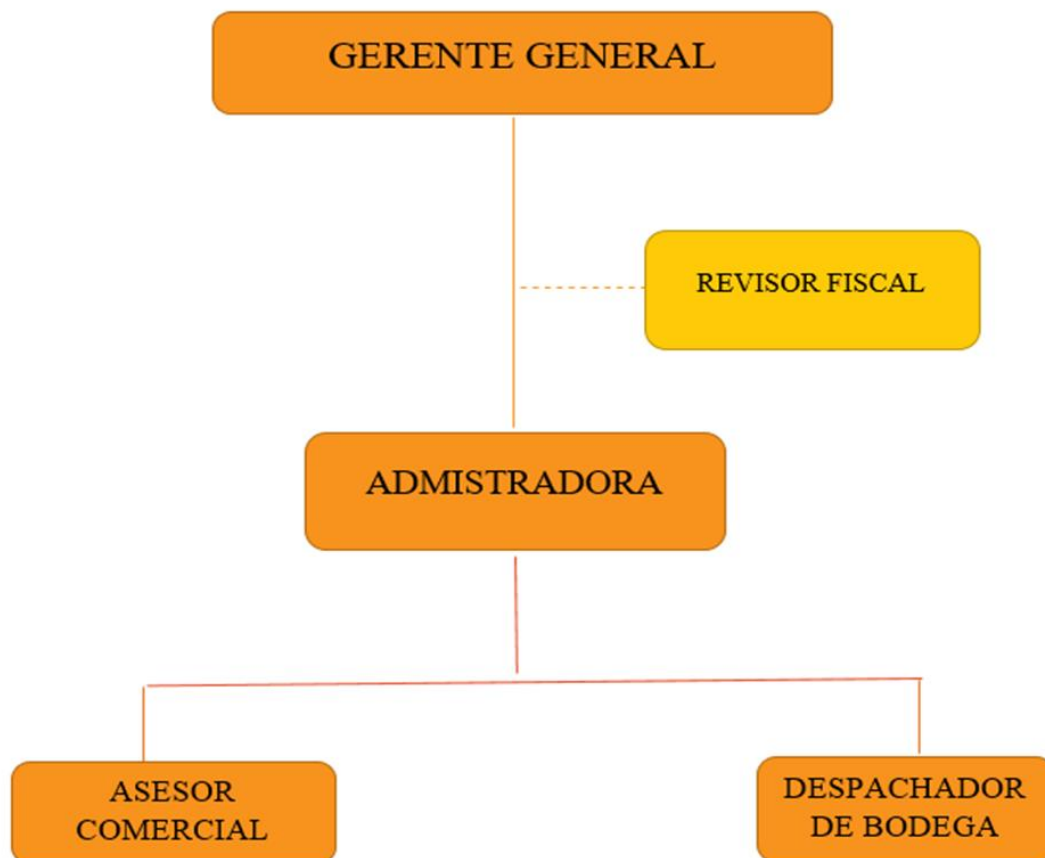 GERENTE GENERAL
REVISOR FISCAL
ADMISTRADORA
ASESOR
COMERCIAL
DESPACHADOR
DE BODEGA